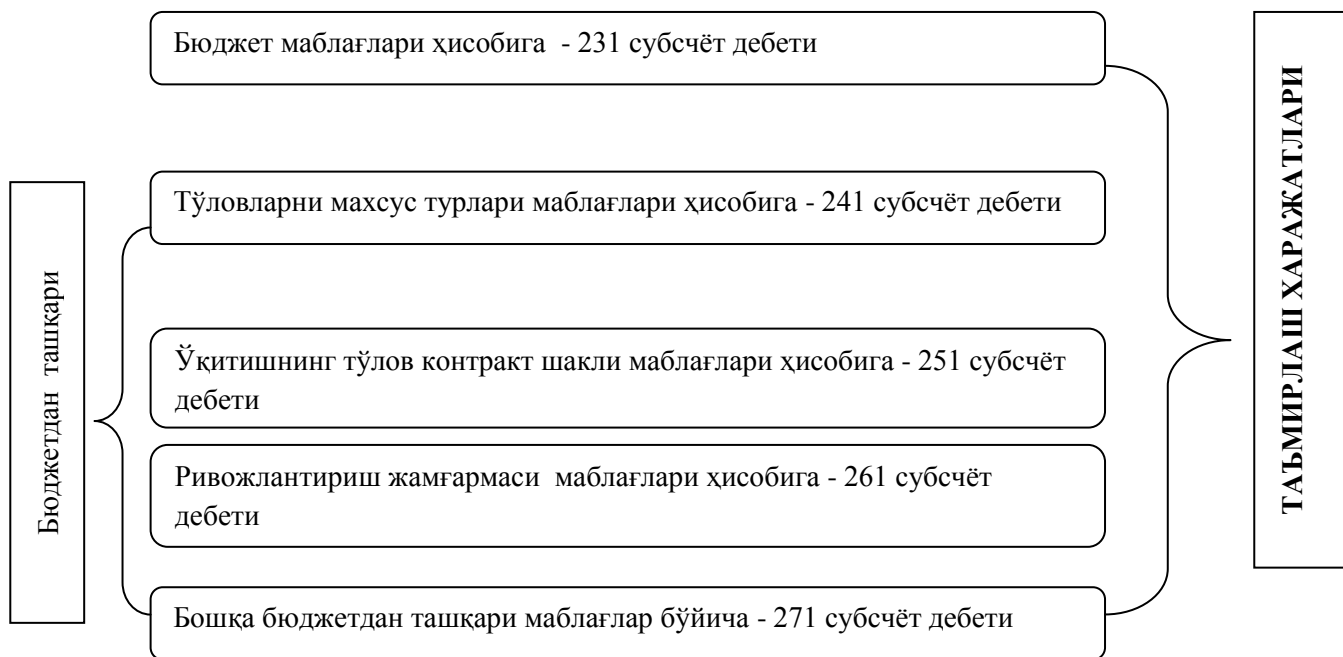 Бюджет маблағлари ҳисобига - 231 субсчёт дебети
Тўловларни махсус турлари маблағлари ҳисобига - 241 субсчёт дебети
Ўқитишнинг тўлов контракт шакли маблағлари ҳисобига - 251 субсчёт
дебети
Ривожлантириш жамғармаси маблағлари ҳисобига - 261 субсчёт
дебети
Бошқа бюджетдан ташқари маблағлар бўйича - 271 субсчёт дебети
Бюджетдан ташқари
ТАЪМИРЛАШ ХАРАЖАТЛАРИ